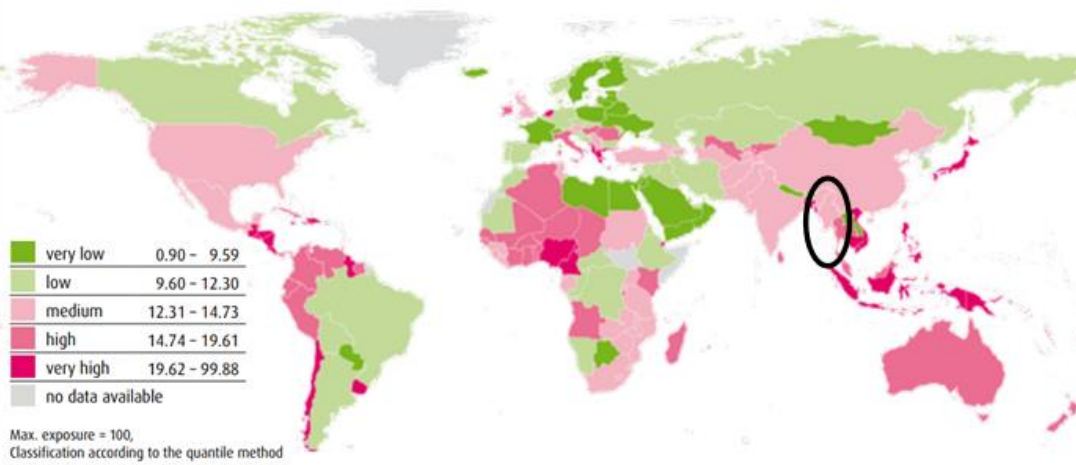 very low 0.90 – 9.59
low 9.60 – 12.30
medium 12.31 – 14.73
high 14.74 – 19.61
very high 19.62 – 99.88
no data available
Max. exposure = 100,
Classification according to the quantile method